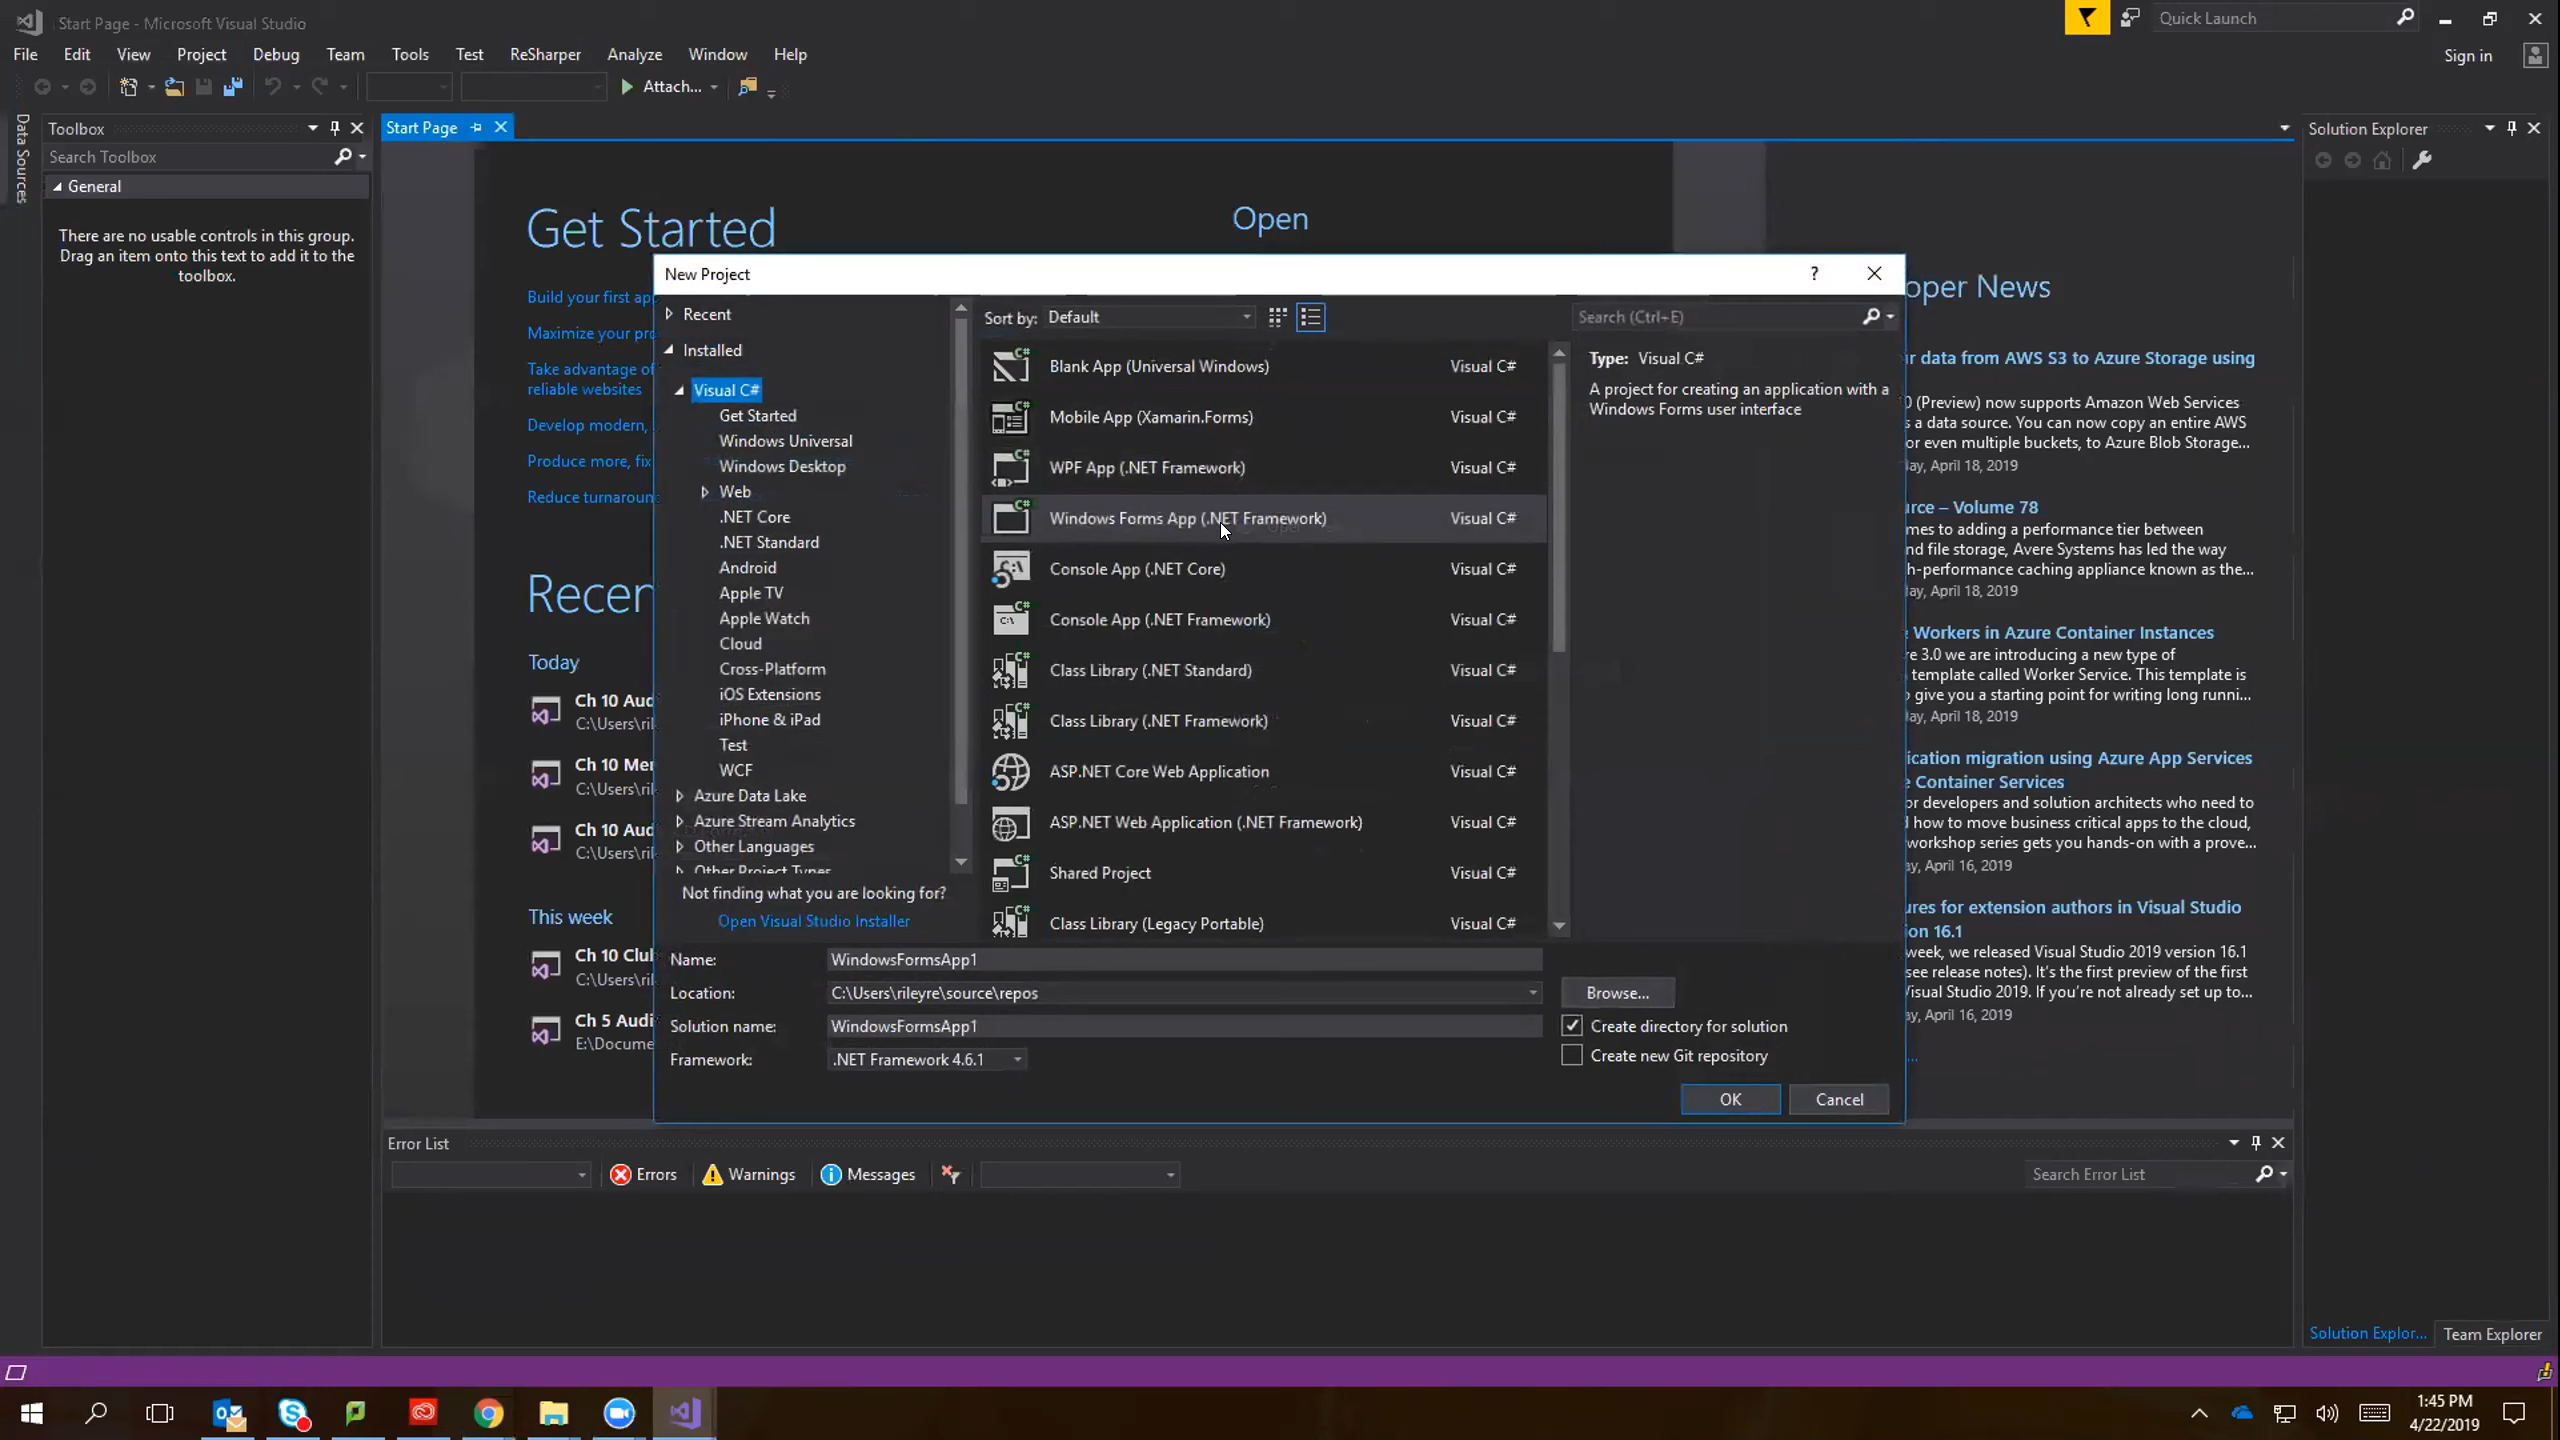 Start Page - Microsoft Visual Studio
Quick Launch
File Edit View Project Debug Team Tools Test ReSharper Analyze Window Help
Sign in
Attach...
Data Sources
Toolbox
Search Toolbox
General
There are no usable controls in this group.
Drag an item onto this text to add it to the
toolbox.
Start Page
Get Started
Build your first ap
Maximize your pro
Take advantage of
reliable websites
Develop modern,
Produce more, fix
Reduce turnaroun
Recen
Today
Ch 10 Aud
C:\Users\ril
Ch 10 Mer
C:\Users\ril
Ch 10 Aud
C:\Users\ril
This week
Ch 10 Clul
C:\Users\ril
Ch 5 Audi
E:\Docume
Open
New Project
?
Recent
Installed
Visual C#
Get Started
Windows Universal
Windows Desktop
Web
.NET Core
.NET Standard
Android
Apple TV
Apple Watch
Cloud
Cross-Platform
iOS Extensions
iPhone & iPad
Test
WCF
Azure Data Lake
Azure Stream Analytics
Other Languages
Other Project Types
Not finding what you are looking for?
Open Visual Studio Installer
Sort by: Default
Search (Ctrl+E)
Blank App (Universal Windows) Visual C#
Mobile App (Xamarin.Forms) Visual C#
WPF App (.NET Framework) Visual C#
Windows Forms App (.NET Framework) Visual C#
Console App (.NET Core) Visual C#
Console App (.NET Framework) Visual C#
Class Library (.NET Standard) Visual C#
Class Library (.NET Framework) Visual C#
ASP.NET Core Web Application Visual C#
ASP.NET Web Application (.NET Framework) Visual C#
Shared Project Visual C#
Class Library (Legacy Portable) Visual C#
Type: Visual C#
A project for creating an application with a
Windows Forms user interface
Name: WindowsFormsApp1
Location: C:\Users\rileyre\source\repos
Browse...
Solution name: WindowsFormsApp1
Create directory for solution
Framework: .NET Framework 4.6.1
Create new Git repository
OK Cancel
oper News
r data from AWS S3 to Azure Storage using
0 (Preview) now supports Amazon Web Services
s a data source. You can now copy an entire AWS
or even multiple buckets, to Azure Blob Storage...
ay, April 18, 2019
rce – Volume 78
mes to adding a performance tier between
nd file storage, Avere Systems has led the way
h-performance caching appliance known as the...
ay, April 18, 2019
Workers in Azure Container Instances
e 3.0 we are introducing a new type of
template called Worker Service. This template is
o give you a starting point for writing long runni...
ay, April 18, 2019
ication migration using Azure App Services
e Container Services
or developers and solution architects who need to
d how to move business critical apps to the cloud,
workshop series gets you hands-on with a prove...
ay, April 16, 2019
ures for extension authors in Visual Studio
on 16.1
week, we released Visual Studio 2019 version 16.1
see release notes). It's the first preview of the first
Visual Studio 2019. If you're not already set up to...
ay, April 16, 2019
...
Solution Explorer
Error List
Errors Warnings Messages
Search Error List
Solution Explor... Team Explorer
1:45 PM
4/22/2019